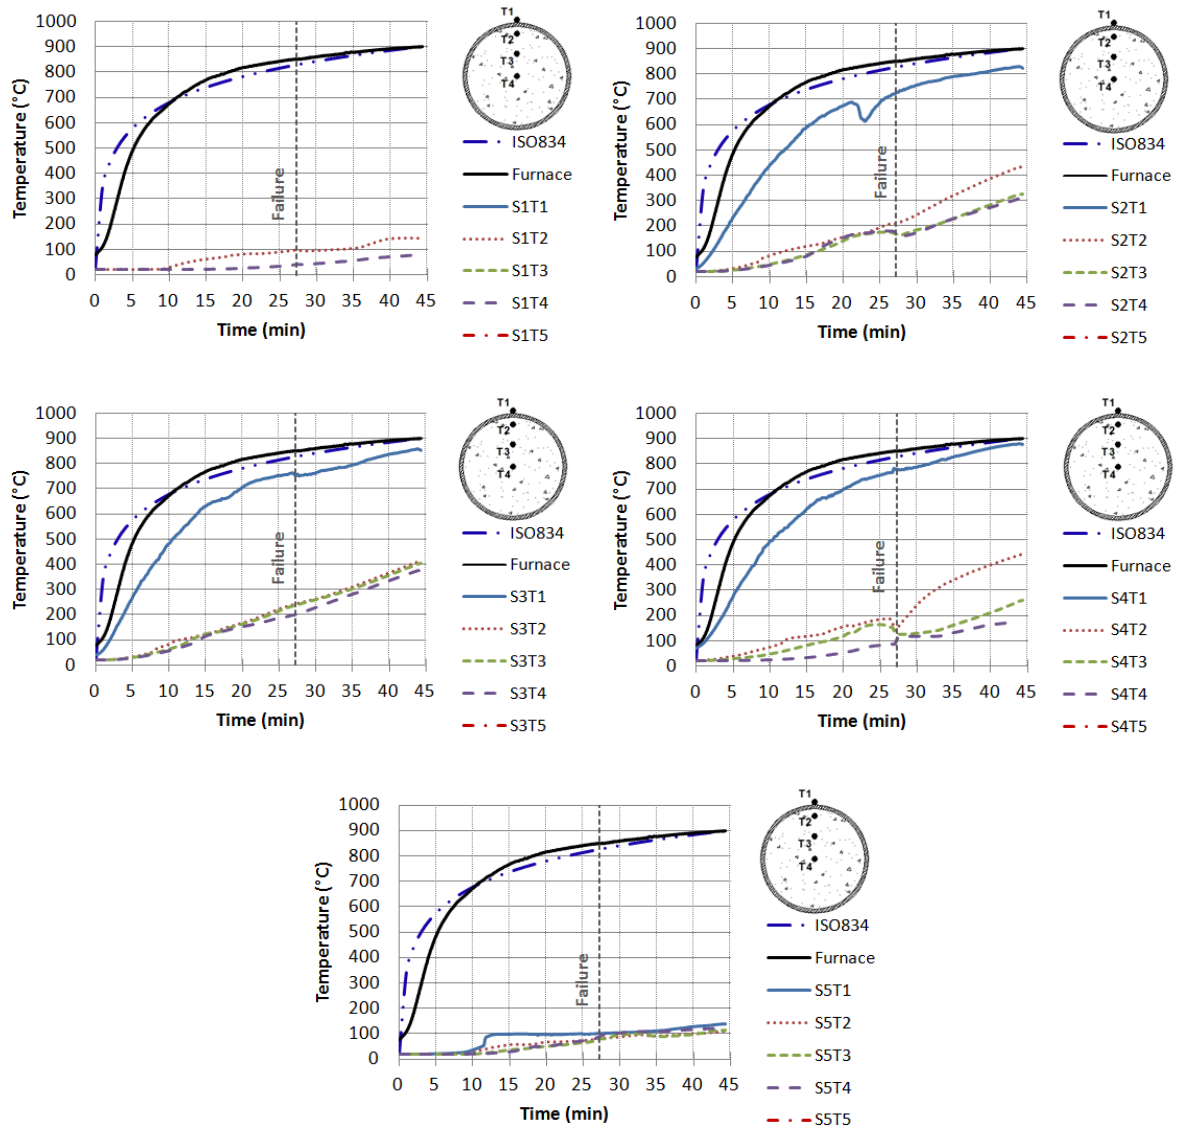 1000
900
800
700
600
500
400
300
200
100
0
Temperature (°C)
0 5 10 15 20 25 30 35 40 45
Time (min)
Failure
T1
T2
T3
T4
ISO834
Furnace
S1T1
S1T2
S1T3
S1T4
S1T5
1000
900
800
700
600
500
400
300
200
100
0
Temperature (°C)
0 5 10 15 20 25 30 35 40 45
Time (min)
Failure
T1
T2
T3
T4
ISO834
Furnace
S2T1
S2T2
S2T3
S2T4
S2T5
1000
900
800
700
600
500
400
300
200
100
0
Temperature (°C)
0 5 10 15 20 25 30 35 40 45
Time (min)
Failure
T1
T2
T3
T4
ISO834
Furnace
S3T1
S3T2
S3T3
S3T4
S3T5
1000
900
800
700
600
500
400
300
200
100
0
Temperature (°C)
0 5 10 15 20 25 30 35 40 45
Time (min)
Failure
T1
T2
T3
T4
ISO834
Furnace
S4T1
S4T2
S4T3
S4T4
S4T5
1000
900
800
700
600
500
400
300
200
100
0
Temperature (°C)
0 5 10 15 20 25 30 35 40 45
Time (min)
Failure
T1
T2
T3
T4
ISO834
Furnace
S5T1
S5T2
S5T3
S5T4
S5T5